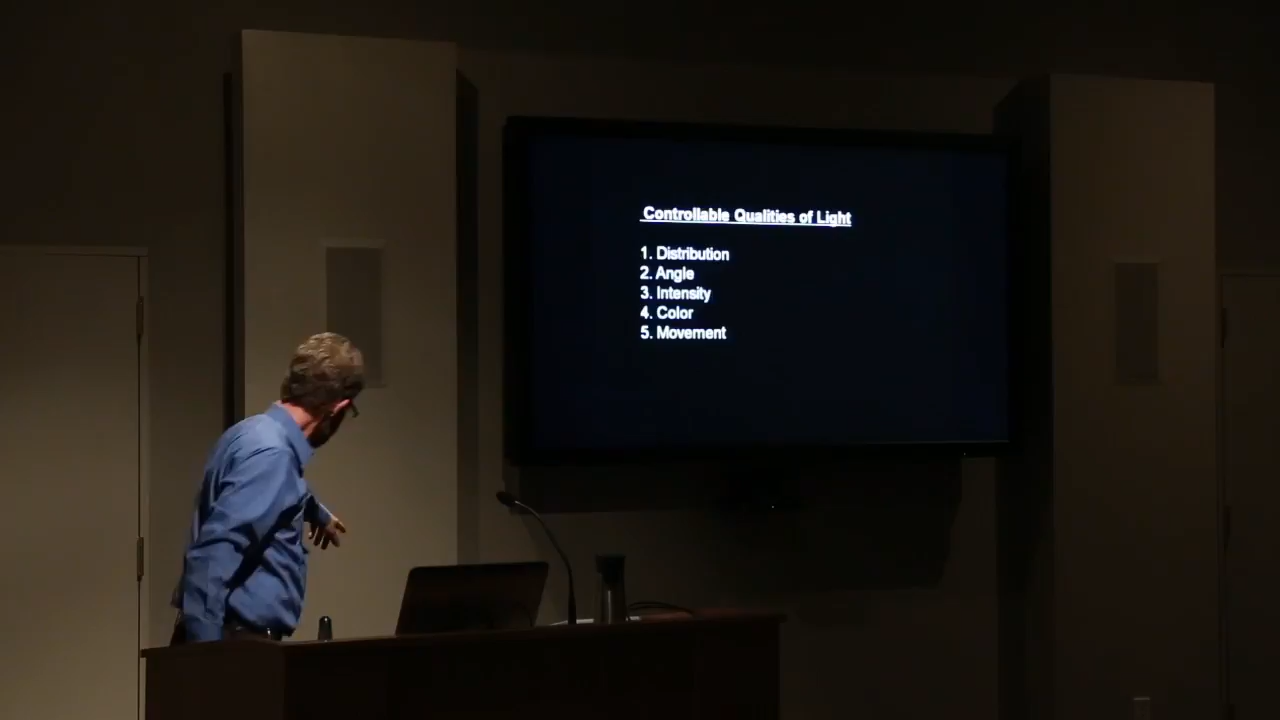 Controllable Qualities of Light
1. Distribution
2. Angle
3. Intensity
4. Color
5. Movement